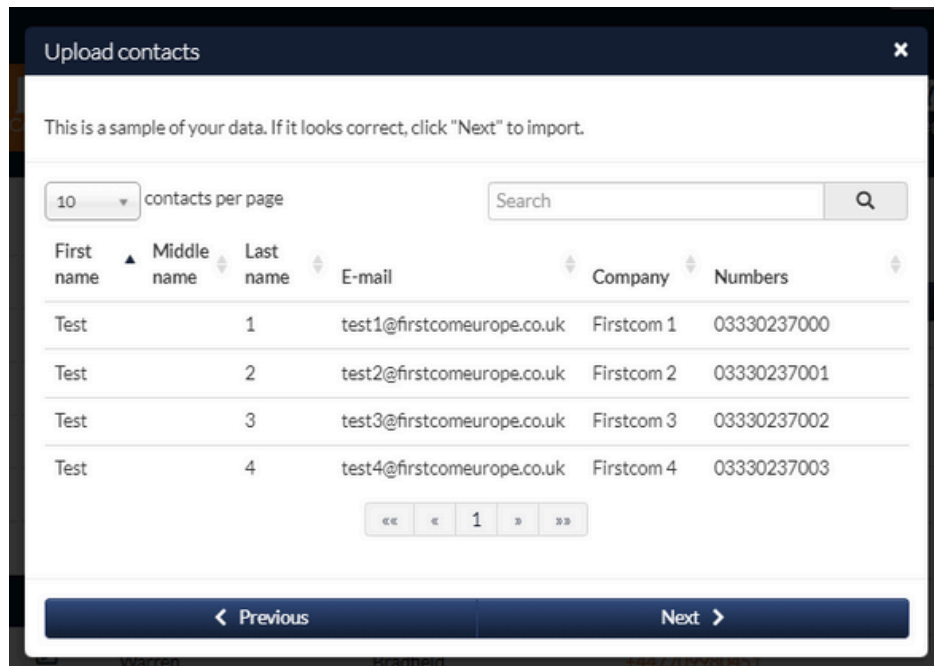 Upload contacts ×
This is a sample of your data. If it looks correct, click "Next" to import.
10 contacts per page Search
First name Middle name Last name E-mail Company Numbers
Test 1 test1@firstcomeurope.co.uk Firstcom 1 03330237000
Test 2 test2@firstcomeurope.co.uk Firstcom 2 03330237001
Test 3 test3@firstcomeurope.co.uk Firstcom 3 03330237002
Test 4 test4@firstcomeurope.co.uk Firstcom 4 03330237003
«« « 1 » »»
Previous Next
Warren Bradfield